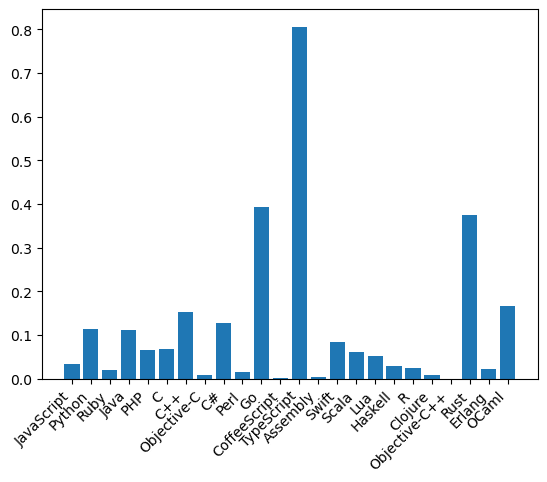 0.8
0.7
0.6
0.5
0.4
0.3
0.2
0.1
0.0
JavaScript
Python
Ruby
Java
PHP
C
C++
Objective-C
C#
Perl
Go
CoffeeScript
TypeScript
Assembly
Swift
Scala
Lua
Haskell
R
Clojure
Objective-C++
Rust
Erlang
OCaml